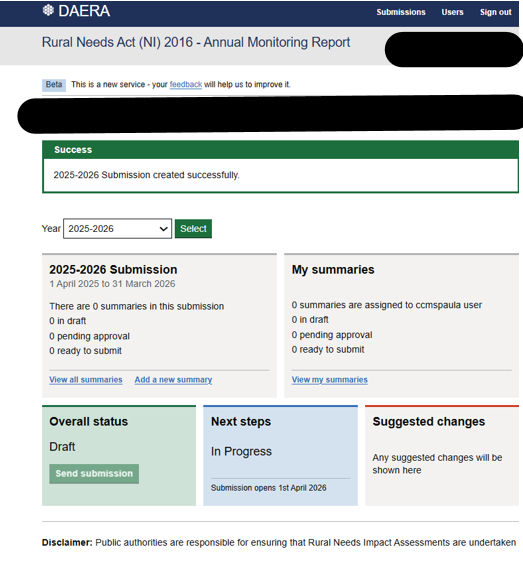 DAERA
Submissions Users Sign out
Rural Needs Act (NI) 2016 - Annual Monitoring Report
Beta This is a new service - your feedback will help us to improve it.
Success
2025-2026 Submission created successfully.
Year 2025-2026 Select
2025-2026 Submission
1 April 2025 to 31 March 2026
There are 0 summaries in this submission
0 in draft
0 pending approval
0 ready to submit
View all summaries Add a new summary
My summaries
0 summaries are assigned to ccmspaula user
0 in draft
0 pending approval
0 ready to submit
View my summaries
Overall status
Draft
Send submission
Next steps
In Progress
Submission opens 1st April 2026
Suggested changes
Any suggested changes will be
shown here
Disclaimer: Public authorities are responsible for ensuring that Rural Needs Impact Assessments are undertaken